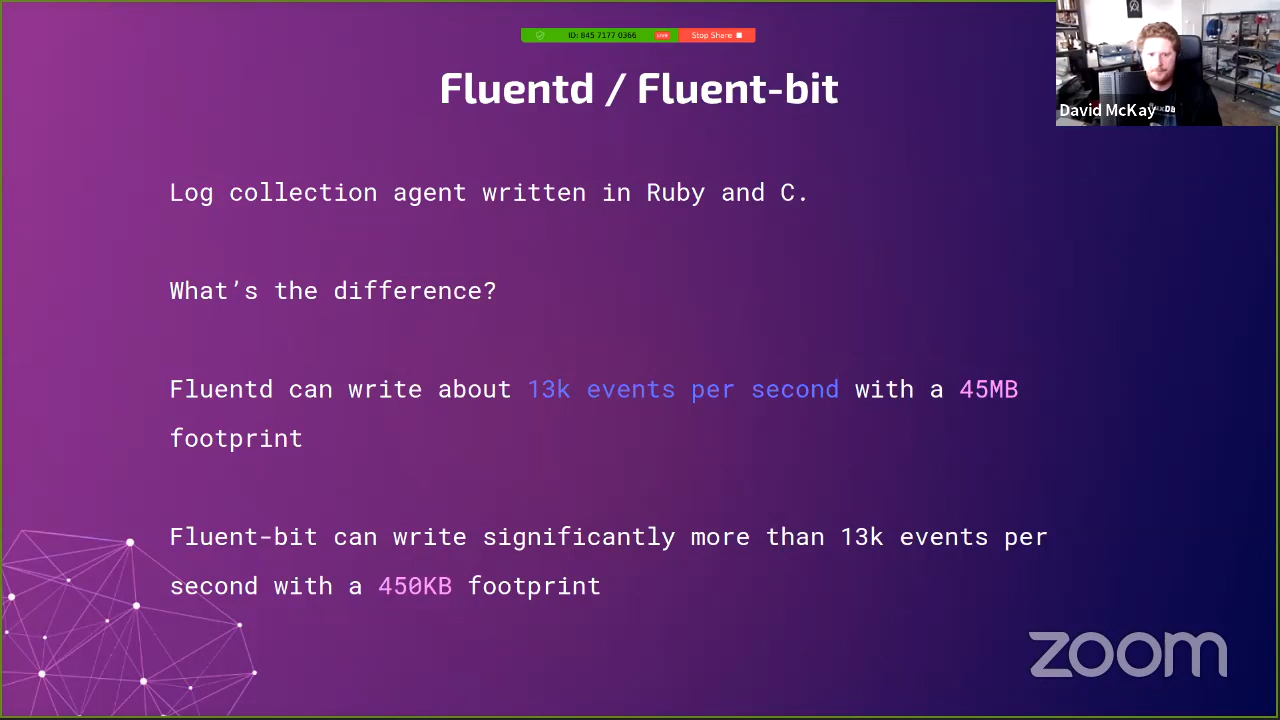 ID: 845 7177 0366 LIVE Stop Share
Fluentd / Fluent-bit
David McKay
Log collection agent written in Ruby and C.
What’s the difference?
Fluentd can write about 13k events per second with a 45MB
footprint
Fluent-bit can write significantly more than 13k events per
second with a 450KB footprint
zoom